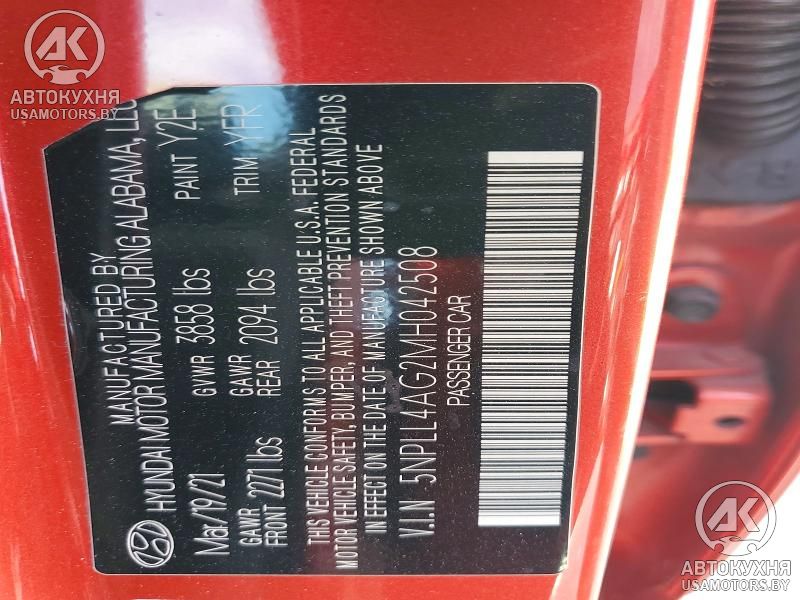 MANUFACTURED BY
HYUNDAI MOTOR MANUFACTURING ALABAMA, LLC
Mar/19/21 GVWR 3858 lbs PAINT Y2E
GAWR FRONT 2271 lbs GAWR REAR 2094 lbs TRIM YFR
THIS VEHICLE CONFORMS TO ALL APPLICABLE U.S.A. FEDERAL
MOTOR VEHICLE SAFETY, BUMPER, AND THEFT PREVENTION STANDARDS
IN EFFECT ON THE DATE OF MANUFACTURE SHOWN ABOVE
V.I.N 5NPLL4AG2MH042508
PASSENGER CAR
АК
АВТОКУХНЯ
USAMOTORS.BY
АК
АВТОКУХНЯ
USAMOTORS.BY